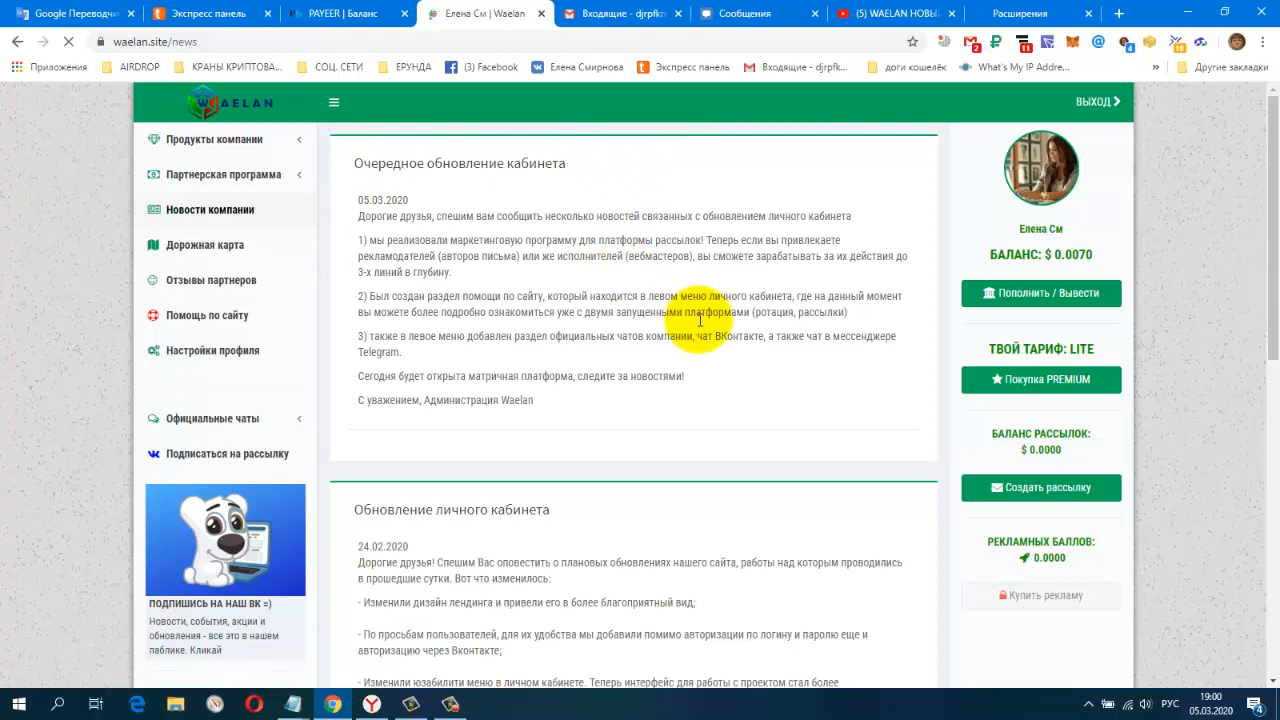 Входящий
Экспресс панель
PAYEER | Баланс
Елена См | Waelan
Входящие - djrpfk...
Сообщения
(5) WAELAN НОВЫ
Расширения
waelan.site/news
Приложения
AIRDROP
КРАНЫ КРИПТОВА...
СОЦ. СЕТИ
ЕРУНДА
(3) Facebook
Елена Смирнова
Экспресс панель
Входящие - djrpfk...
доги кошелёк
What's My IP Addre...
»
Другие закладки
WAELAN
ВЫХОД
Продукты компании
Партнерская программа
Новости компании
Дорожная карта
Отзывы партнеров
Помощь по сайту
Настройки профиля
Официальные чаты
Подписаться на рассылку
ПОДПИШИСЬ НА НАШ ВК =)
Новости, события, акции и
обновления - все это в нашем
паблике. Кликай
Очередное обновление кабинета
05.03.2020
Дорогие друзья, спешим вам сообщить несколько новостей связанных с обновлением личного кабинета
1) мы реализовали маркетинговую программу для платформы рассылок! Теперь если вы привлекаете
рекламодателей (авторов письма) или же исполнителей (вебмастеров), вы сможете зарабатывать за их действия до
3-х линий в глубину.
2) Был создан раздел помощи по сайту, который находится в левом меню личного кабинета, где на данный момент
вы можете более подробно ознакомиться уже с двумя запущенными платформами (ротация, рассылки)
3) также в левое меню добавлен раздел официальных чатов компании, чат ВКонтакте, а также чат в мессенджере
Telegram.
Сегодня будет открыта матричная платформа, следите за новостями!
С уважением, Администрация Waelan
Обновление личного кабинета
24.02.2020
Дорогие друзья! Спешим Вас оповестить о плановых обновлениях нашего сайта, работы над которым проводились
в прошедшие сутки. Вот что изменилось:
- Изменили дизайн лендинга и привели его в более благоприятный вид;
- По просьбам пользователей, для их удобства мы добавили помимо авторизации по логину и паролю еще и
авторизацию через Вконтакте;
- Изменили юзабилити меню в личном кабинете. Теперь интерфейс для работы с проектом стал более
Елена См
БАЛАНС: $ 0.0070
Пополнить / Вывести
ТВОЙ ТАРИФ: LITE
Покупка PREMIUM
БАЛАНС РАССЫЛОК:
$ 0.0000
Создать рассылку
РЕКЛАМНЫХ БАЛЛОВ:
0.0000
Купить рекламу
РУС
19:00
05.03.2020
4